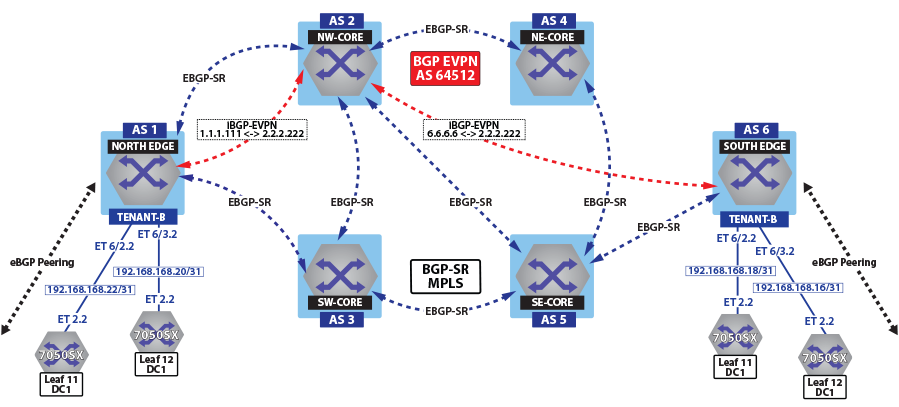 AS 2
NW-CORE
EBGP-SR
AS 4
NE-CORE
BGP EVPN
AS 64512
EBGP-SR
iBGP-EVPN
1.1.1.111 <-> 2.2.2.222
iBGP-EVPN
6.6.6.6 <-> 2.2.2.222
AS 1
NORTH EDGE
AS 6
SOUTH EDGE
EBGP-SR
EBGP-SR
EBGP-SR
EBGP-SR
EBGP-SR
TENANT-B
TENANT-B
ET 6/2.2
ET 6/3.2
ET 6/2.2
ET 6/3.2
eBGP Peering
192.168.168.20/31
192.168.168.22/31
BGP-SR
MPLS
192.168.168.18/31
192.168.168.16/31
eBGP Peering
SW-CORE
AS 3
EBGP-SR
SE-CORE
AS 5
ET 2.2
ET 2.2
ET 2.2
ET 2.2
7050SX
Leaf 11
DC1
7050SX
Leaf 12
DC1
7050SX
Leaf 11
DC1
7050SX
Leaf 12
DC1